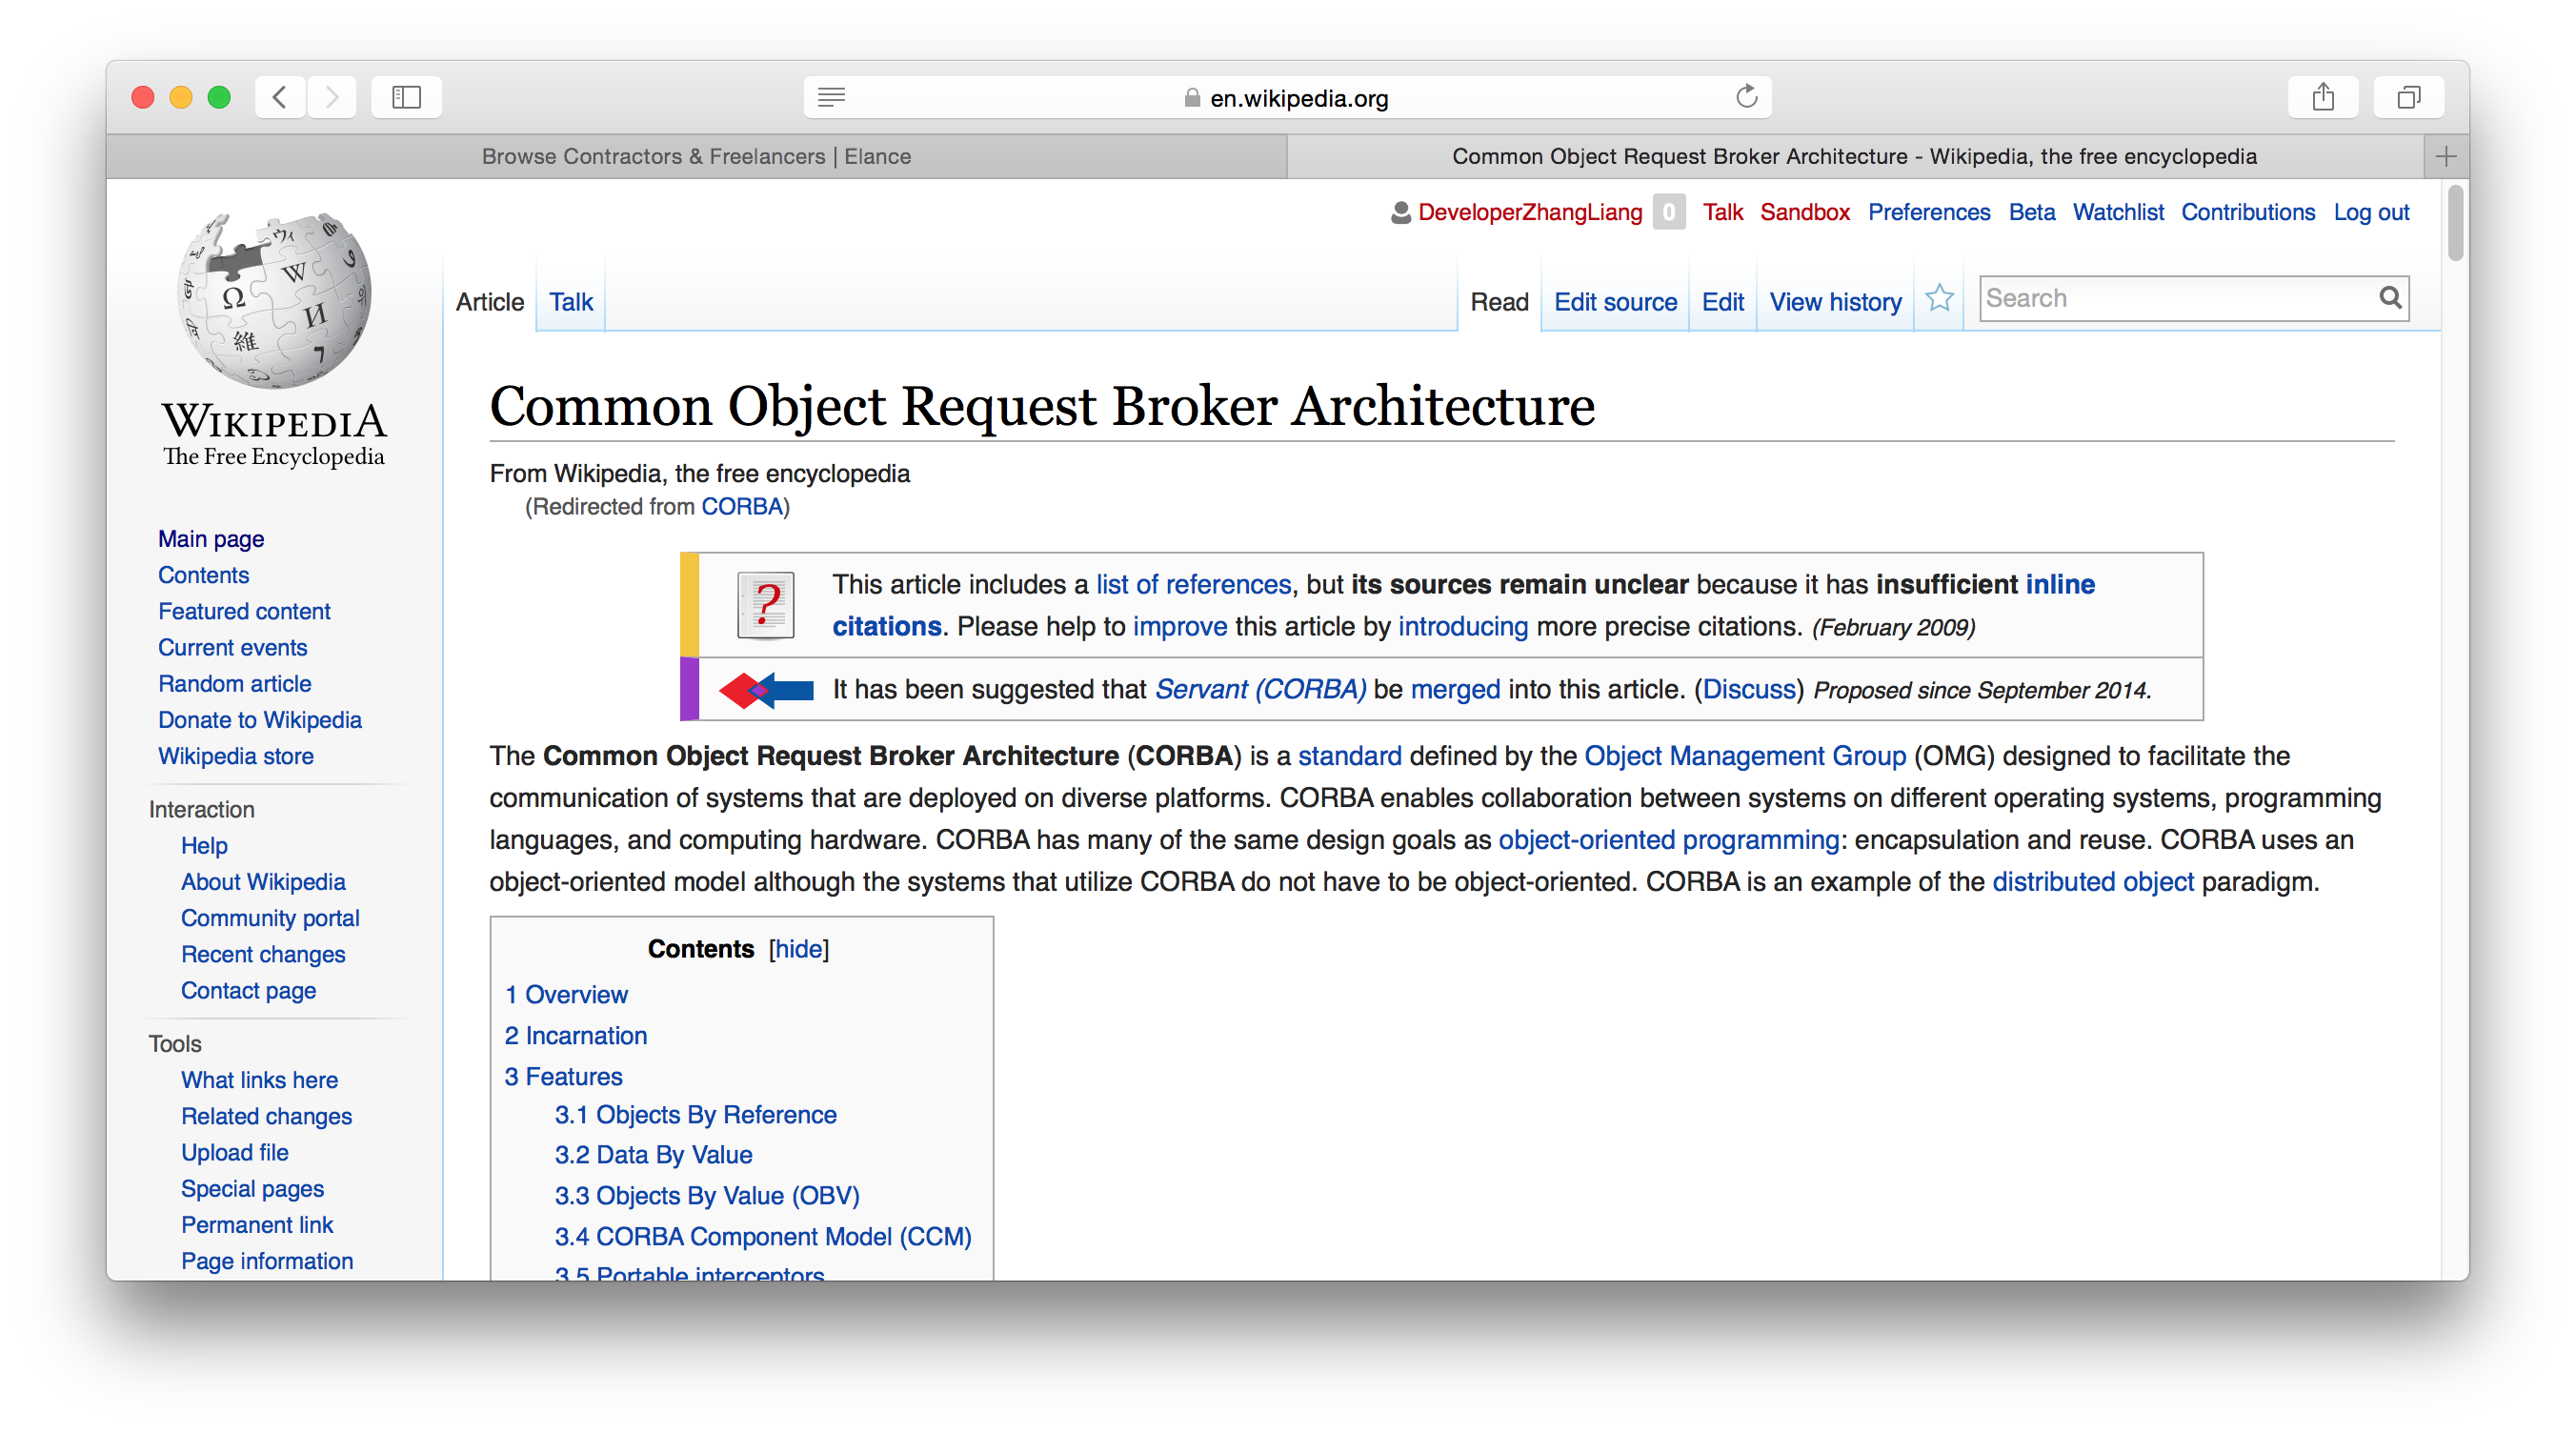 en.wikipedia.org
Browse Contractors & Freelancers | Elance
Common Object Request Broker Architecture - Wikipedia, the free encyclopedia
DeveloperZhangLiang 0 Talk Sandbox Preferences Beta Watchlist Contributions Log out
Article Talk Read Edit source Edit View history Search
WIKIPEDIA
The Free Encyclopedia
Main page
Contents
Featured content
Current events
Random article
Donate to Wikipedia
Wikipedia store
Interaction
Help
About Wikipedia
Community portal
Recent changes
Contact page
Tools
What links here
Related changes
Upload file
Special pages
Permanent link
Page information
Common Object Request Broker Architecture
From Wikipedia, the free encyclopedia
(Redirected from CORBA)
?
This article includes a list of references, but its sources remain unclear because it has insufficient inline
citations. Please help to improve this article by introducing more precise citations. (February 2009)
It has been suggested that Servant (CORBA) be merged into this article. (Discuss) Proposed since September 2014.
The Common Object Request Broker Architecture (CORBA) is a standard defined by the Object Management Group (OMG) designed to facilitate the
communication of systems that are deployed on diverse platforms. CORBA enables collaboration between systems on different operating systems, programming
languages, and computing hardware. CORBA has many of the same design goals as object-oriented programming: encapsulation and reuse. CORBA uses an
object-oriented model although the systems that utilize CORBA do not have to be object-oriented. CORBA is an example of the distributed object paradigm.
Contents [hide]
1 Overview
2 Incarnation
3 Features
3.1 Objects By Reference
3.2 Data By Value
3.3 Objects By Value (OBV)
3.4 CORBA Component Model (CCM)
3.5 Portable interceptors